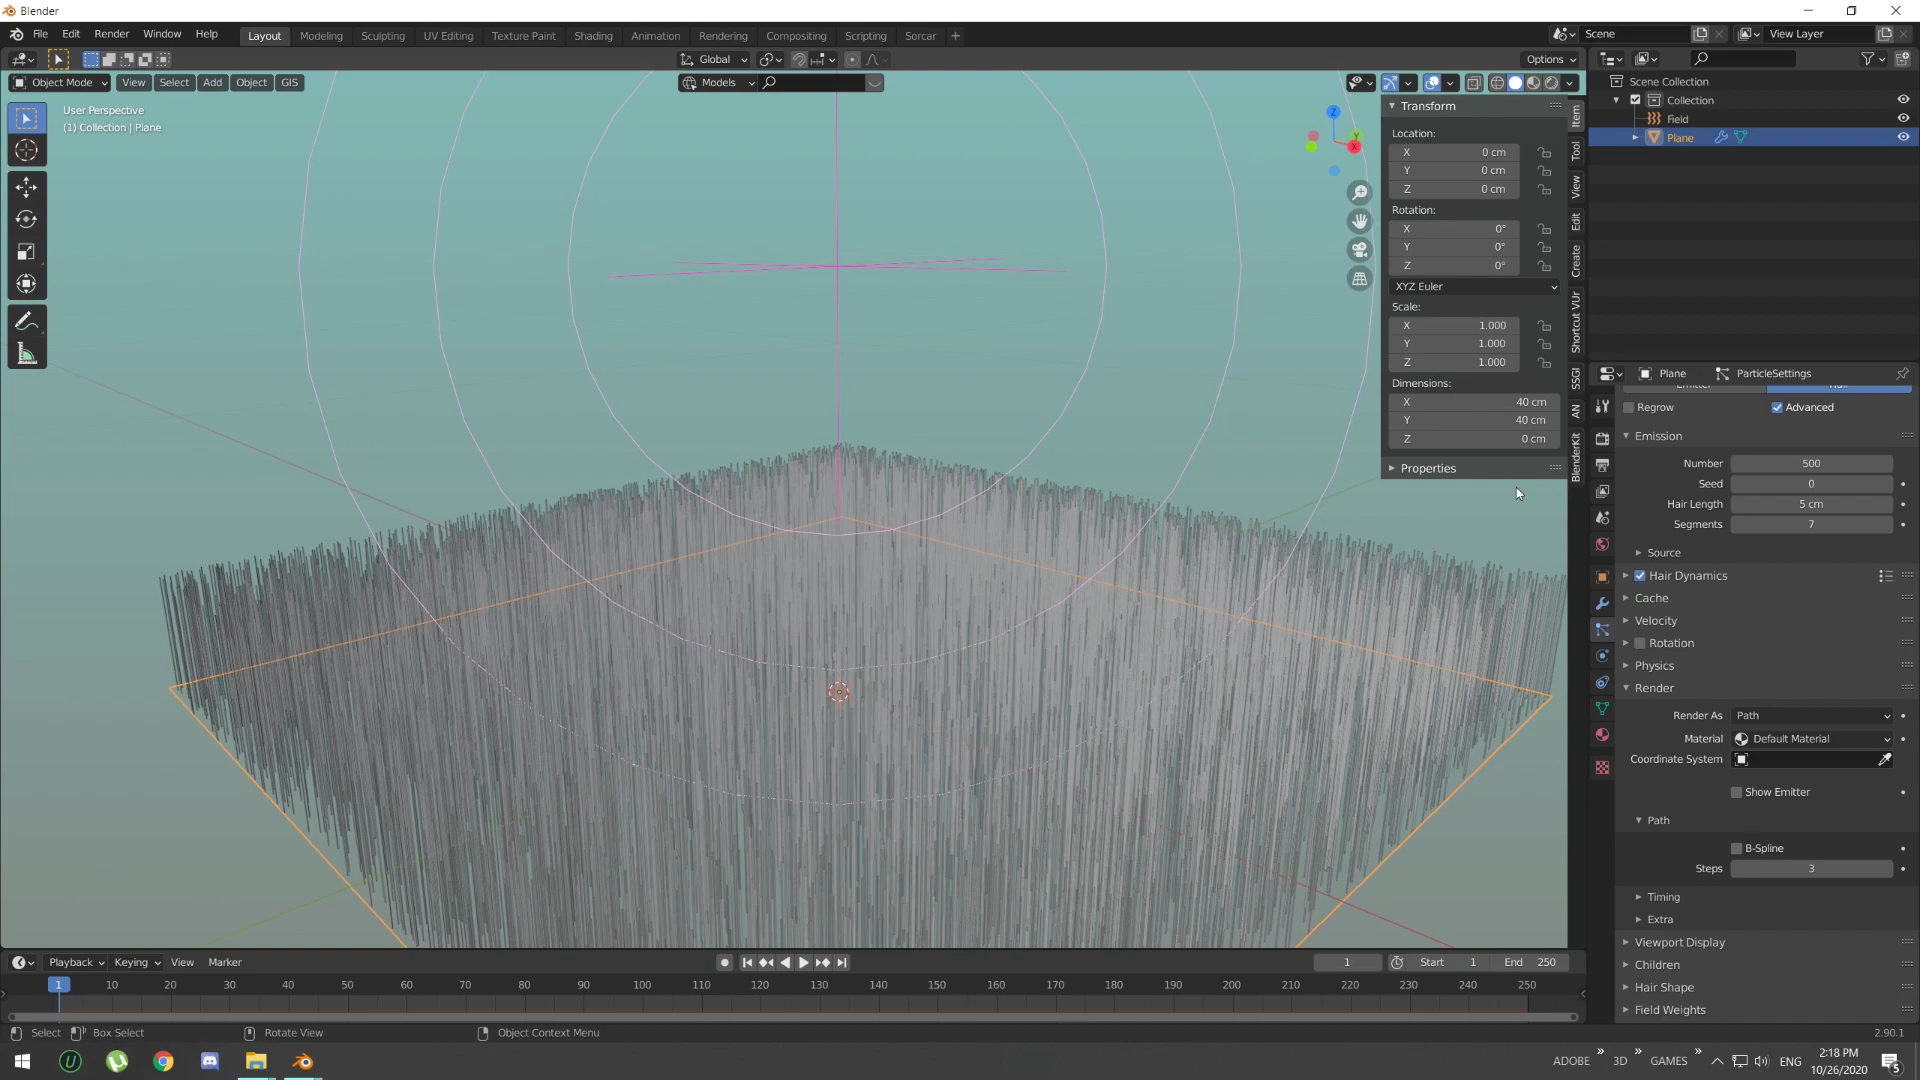 Blender
File Edit Render Window Help Layout Modeling Sculpting UV Editing Texture Paint Shading Animation Rendering Compositing Scripting Sorcar + Scene View Layer
Global Options
Object Mode View Select Add Object GIS Models
User Perspective
(1) Collection | Plane
Transform
Location:
X 0 cm
Y 0 cm
Z 0 cm
Rotation:
X 0°
Y 0°
Z 0°
XYZ Euler
Scale:
X 1.000
Y 1.000
Z 1.000
Dimensions:
X 40 cm
Y 40 cm
Z 0 cm
Properties
Item
Tool
View
Edit
Create
Shortcut VUr
SSGI
AN
BlenderKit
Z
Y
X
Scene Collection
Collection
Field
Plane
Plane ParticleSettings
Regrow Advanced
Emission
Number 500
Seed 0
Hair Length 5 cm
Segments 7
Source
Hair Dynamics
Cache
Velocity
Rotation
Physics
Render
Render As Path
Material Default Material
Coordinate System
Show Emitter
Path
B-Spline
Steps 3
Timing
Extra
Viewport Display
Children
Hair Shape
Field Weights
Playback Keying View Marker 1 Start 1 End 250
1 10 20 30 40 50 60 70 80 90 100 110 120 130 140 150 160 170 180 190 200 210 220 230 240 250
Select Box Select Rotate View Object Context Menu 2.90.1
ADOBE » 3D » GAMES » ENG 2:18 PM
10/26/2020 5